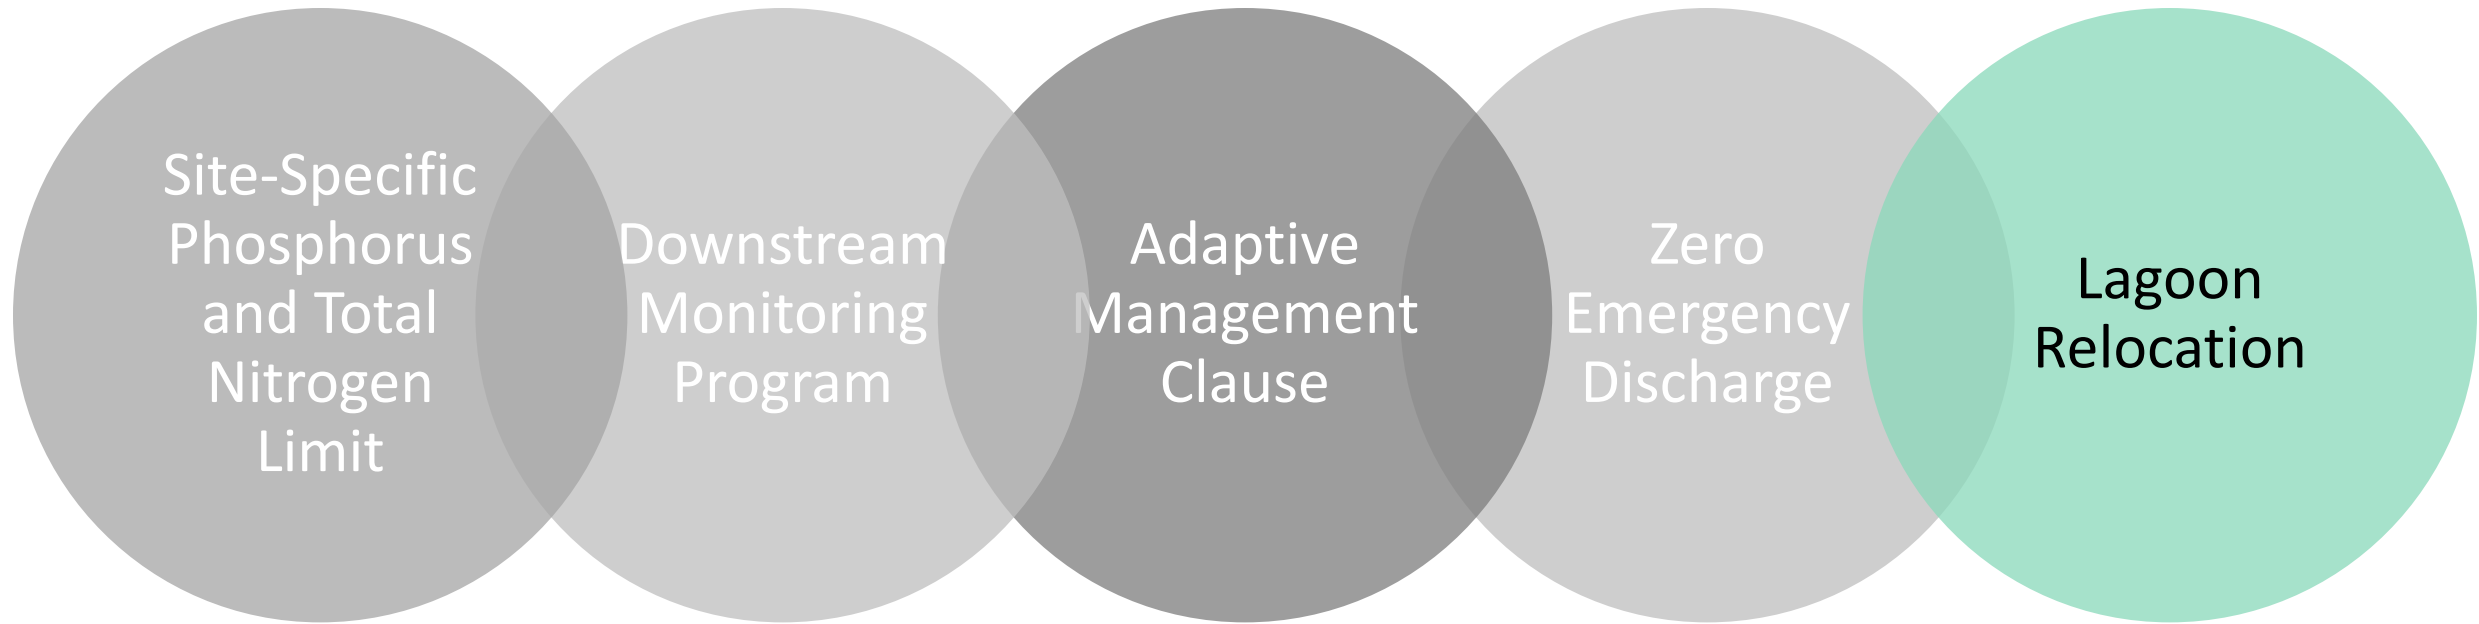 Site-Specific
Phosphorus
and Total
Nitrogen
Limit
Downstream
Monitoring
Program
Adaptive
Management
Clause
Zero
Emergency
Discharge
Lagoon
Relocation